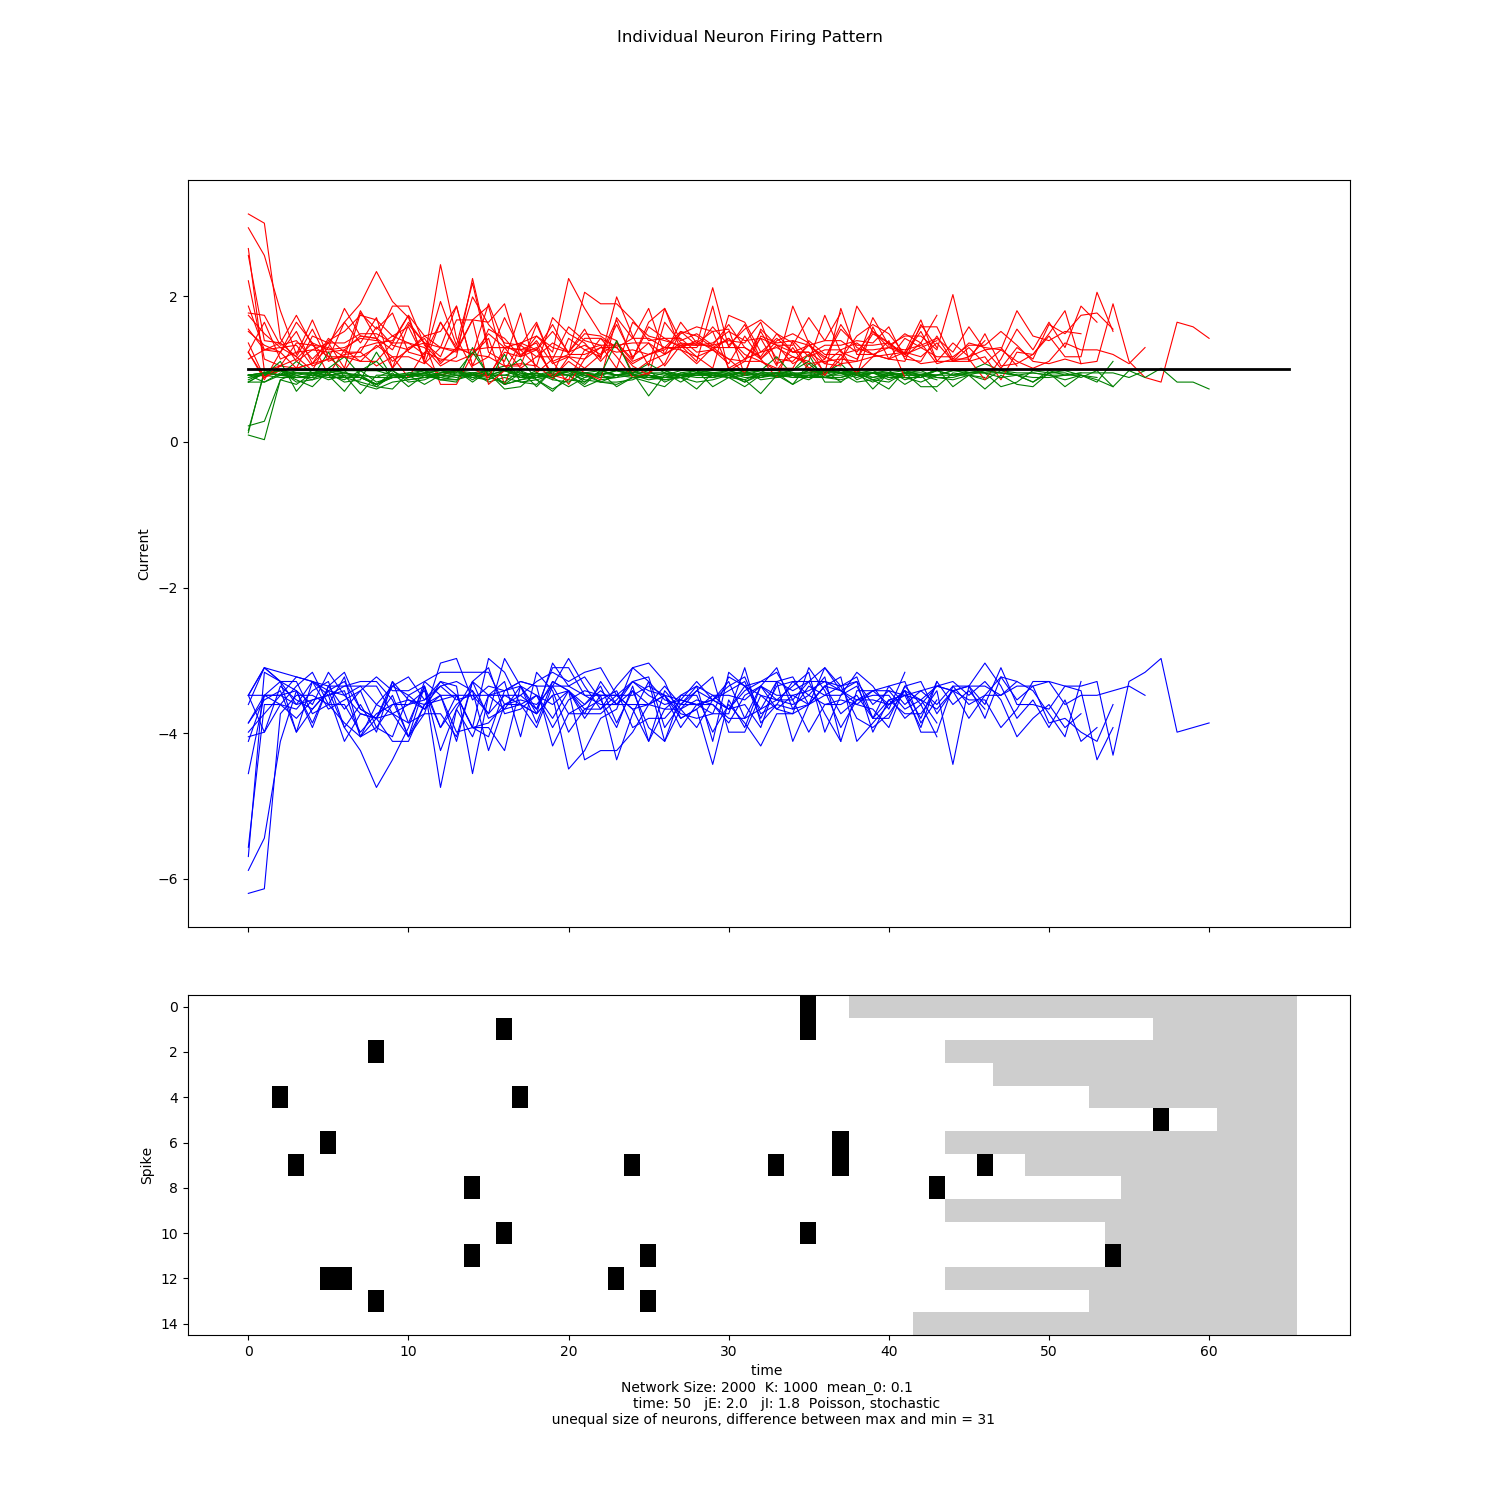 Individual Neuron Firing Pattern
2
0
−2
−4
−6
Current
0
2
4
6
8
10
12
14
Spike
0 10 20 30 40 50 60
time
Network Size: 2000 K: 1000 mean_0: 0.1
time: 50 jE: 2.0 jI: 1.8 Poisson, stochastic
unequal size of neurons, difference between max and min = 31